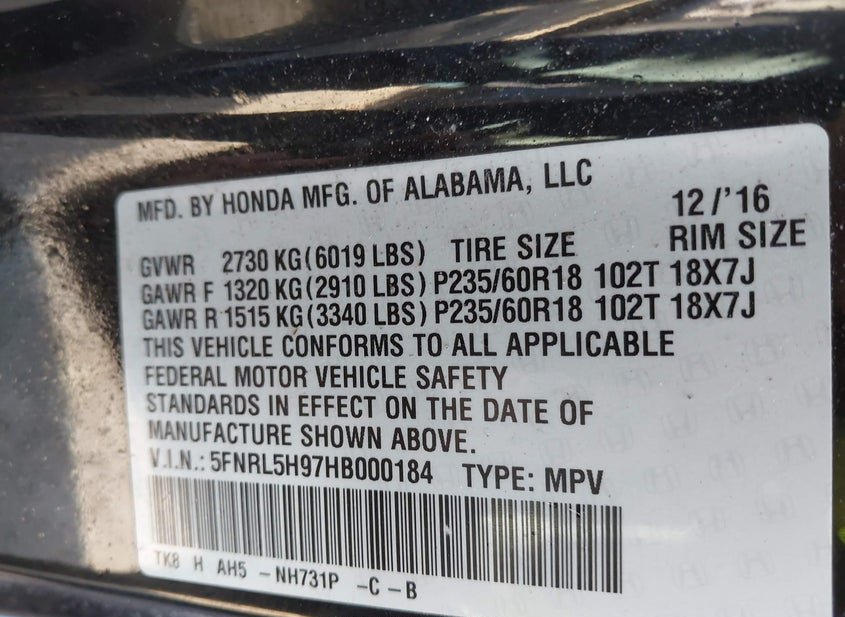 MFD. BY HONDA MFG. OF ALABAMA, LLC 12/'16
GVWR 2730 KG(6019 LBS) TIRE SIZE RIM SIZE
GAWR F 1320 KG(2910 LBS) P235/60R18 102T 18X7J
GAWR R 1515 KG(3340 LBS) P235/60R18 102T 18X7J
THIS VEHICLE CONFORMS TO ALL APPLICABLE
FEDERAL MOTOR VEHICLE SAFETY
STANDARDS IN EFFECT ON THE DATE OF
MANUFACTURE SHOWN ABOVE.
V.I.N.: 5FNRL5H97HB000184 TYPE: MPV
TK8 H AH5 -NH731P -C -B